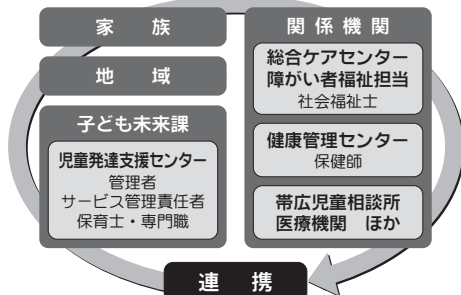 家　族
地　域
子ども未来課
児童発達支援センター
管理者
サービス管理責任者
保育士・専門職
関係機関
総合ケアセンター
障がい者福祉担当
社会福祉士
健康管理センター
保健師
帯広児童相談所
医療機関　ほか
連　携